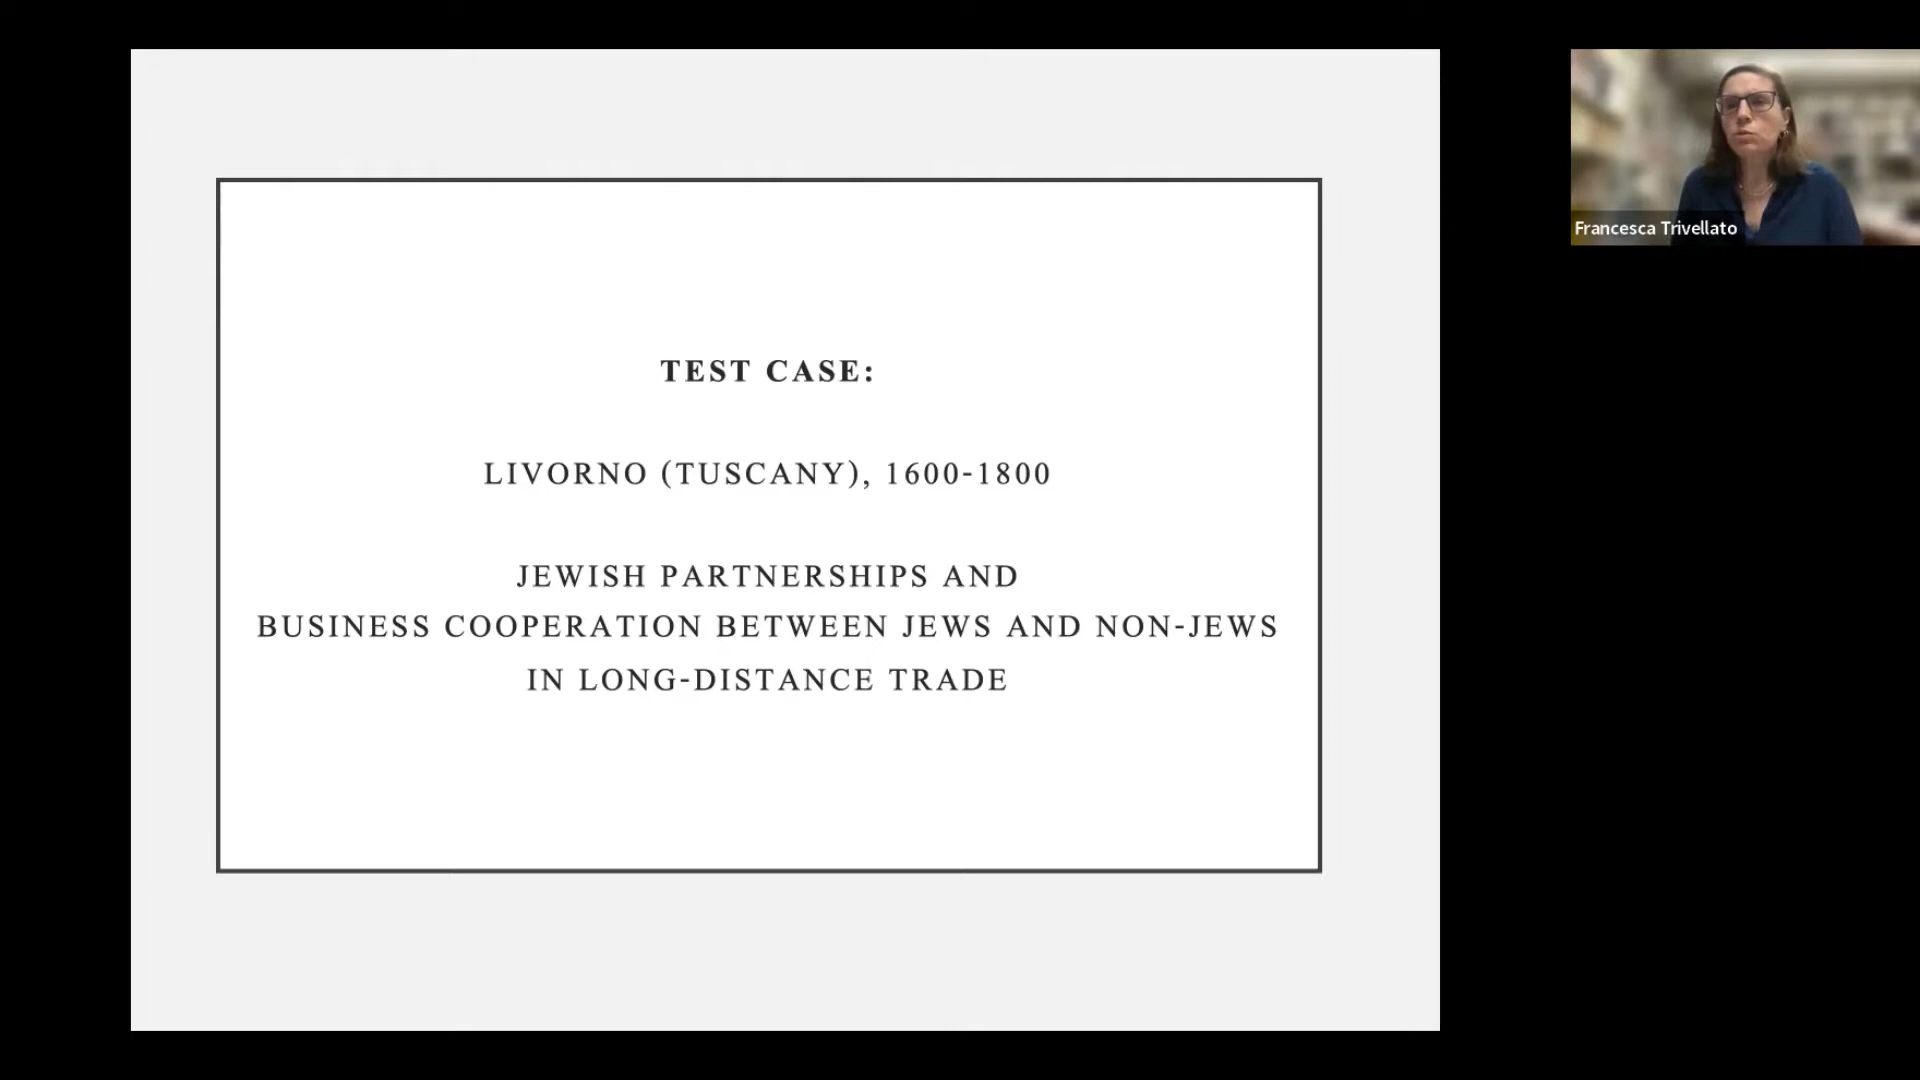 TEST CASE:
LIVORNO (TUSCANY), 1600-1800
JEWISH PARTNERSHIPS AND
BUSINESS COOPERATION BETWEEN JEWS AND NON-JEWS
IN LONG-DISTANCE TRADE
Francesca Trivellato